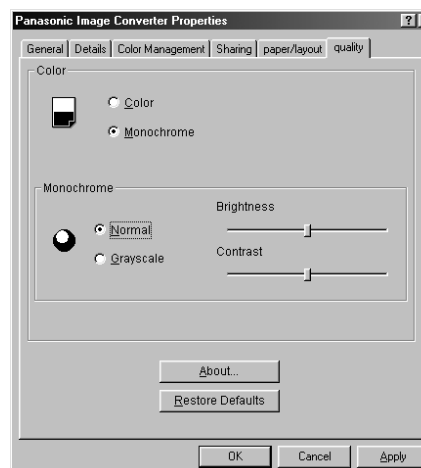 Panasonic Image Converter Properties ?
General Details Color Management Sharing paper/layout quality
Color
Color
Monochrome
Monochrome
Normal
Grayscale
Brightness
Contrast
About...
Restore Defaults
OK Cancel Apply